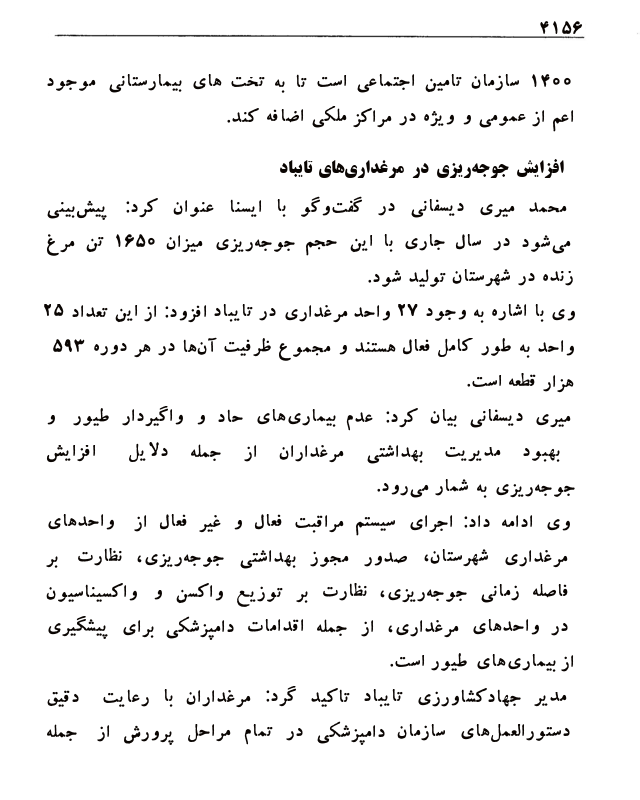 ۴۱۵۶
۱۴۰۰ سازمان تامین اجتماعی است تا به تخت های بیمارستانی موجود
اعم از عمومی و ویژه در مراکز ملکی اضافه کند.
افزایش جوجه‌ریزی در مرغداری‌های تایباد
محمد میری دیسفانی در گفت‌وگو با ایسنا عنوان کرد: پیش‌بینی
می‌شود در سال جاری با این حجم جوجه‌ریزی میزان ۱۶۵۰ تن مرغ
زنده در شهرستان تولید شود.
وی با اشاره به وجود ۲۷ واحد مرغداری در تایباد افزود: از این تعداد ۲۵
واحد به طور کامل فعال هستند و مجموع ظرفیت آن‌ها در هر دوره ۵۹۳
هزار قطعه است.
میری دیسفانی بیان کرد: عدم بیماری‌های حاد و واگیردار طیور و
بهبود مدیریت بهداشتی مرغداران از جمله دلایل افزایش
جوجه‌ریزی به شمار می‌رود.
وی ادامه داد: اجرای سیستم مراقبت فعال و غیر فعال از واحدهای
مرغداری شهرستان، صدور مجوز بهداشتی جوجه‌ریزی، نظارت بر
فاصله زمانی جوجه‌ریزی، نظارت بر توزیع واکسن و واکسیناسیون
در واحدهای مرغداری، از جمله اقدامات دامپزشکی برای پیشگیری
از بیماری‌های طیور است.
مدیر جهادکشاورزی تایباد تاکید گرد: مرغداران با رعایت دقیق
دستورالعمل‌های سازمان دامپزشکی در تمام مراحل پرورش از جمله